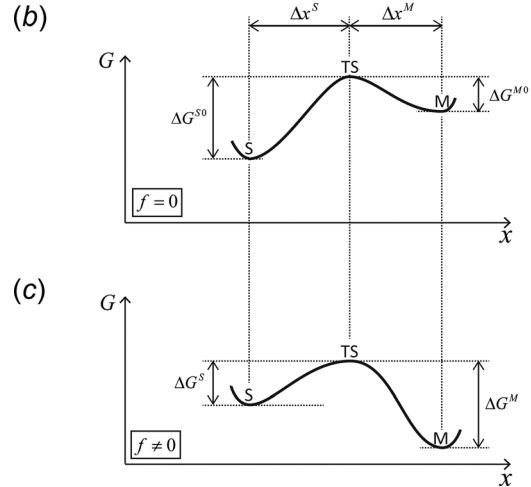 (b)
Δx^S
Δx^M
G
TS
M
ΔG^M0
ΔG^S0
S
f = 0
x
(c)
G
TS
ΔG^S
S
ΔG^M
M
f ≠ 0
x